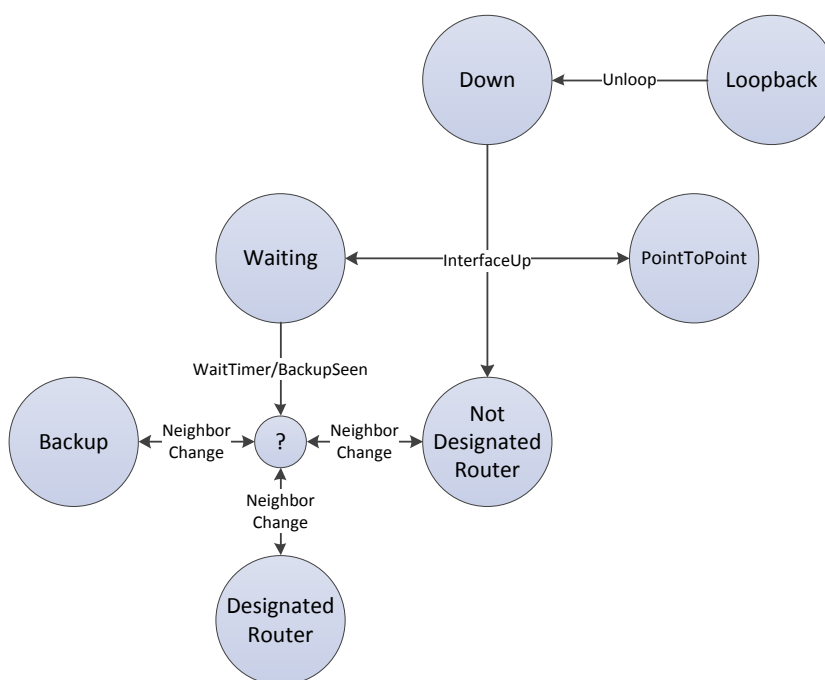 Down
Unloop
Loopback
Waiting
InterfaceUp
PointToPoint
WaitTimer/BackupSeen
Backup
Neighbor
Change
?
Neighbor
Change
Not
Designated
Router
Neighbor
Change
Designated
Router